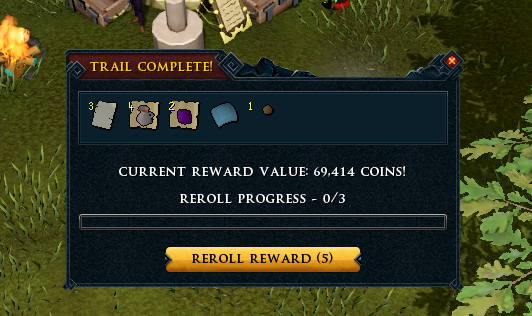 TRAIL COMPLETE!
3 4 2 1
CURRENT REWARD VALUE: 69,414 COINS!
REROLL PROGRESS - 0/3
REROLL REWARD (5)